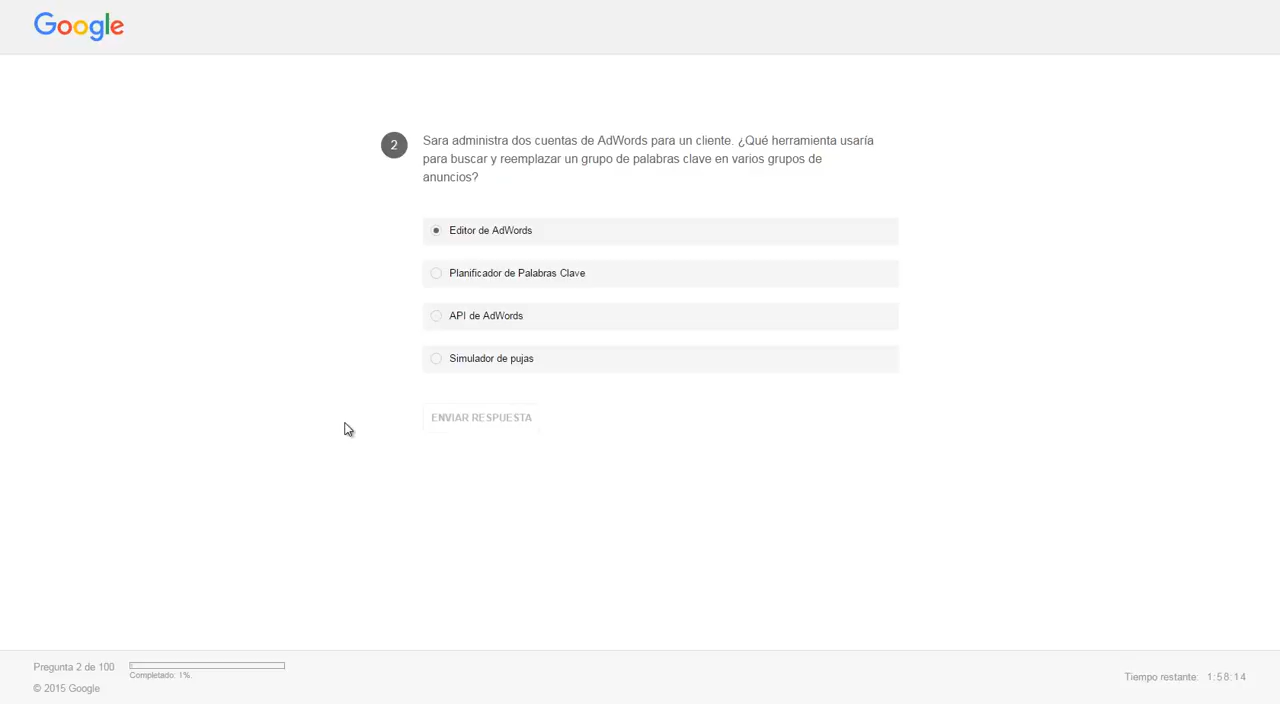 Google
2
Sara administra dos cuentas de AdWords para un cliente. ¿Qué herramienta usaría
para buscar y reemplazar un grupo de palabras clave en varios grupos de
anuncios?
Editor de AdWords
Planificador de Palabras Clave
API de AdWords
Simulador de pujas
ENVIAR RESPUESTA
Pregunta 2 de 100
Completado: 1%.
© 2015 Google
Tiempo restante: 1:58:14